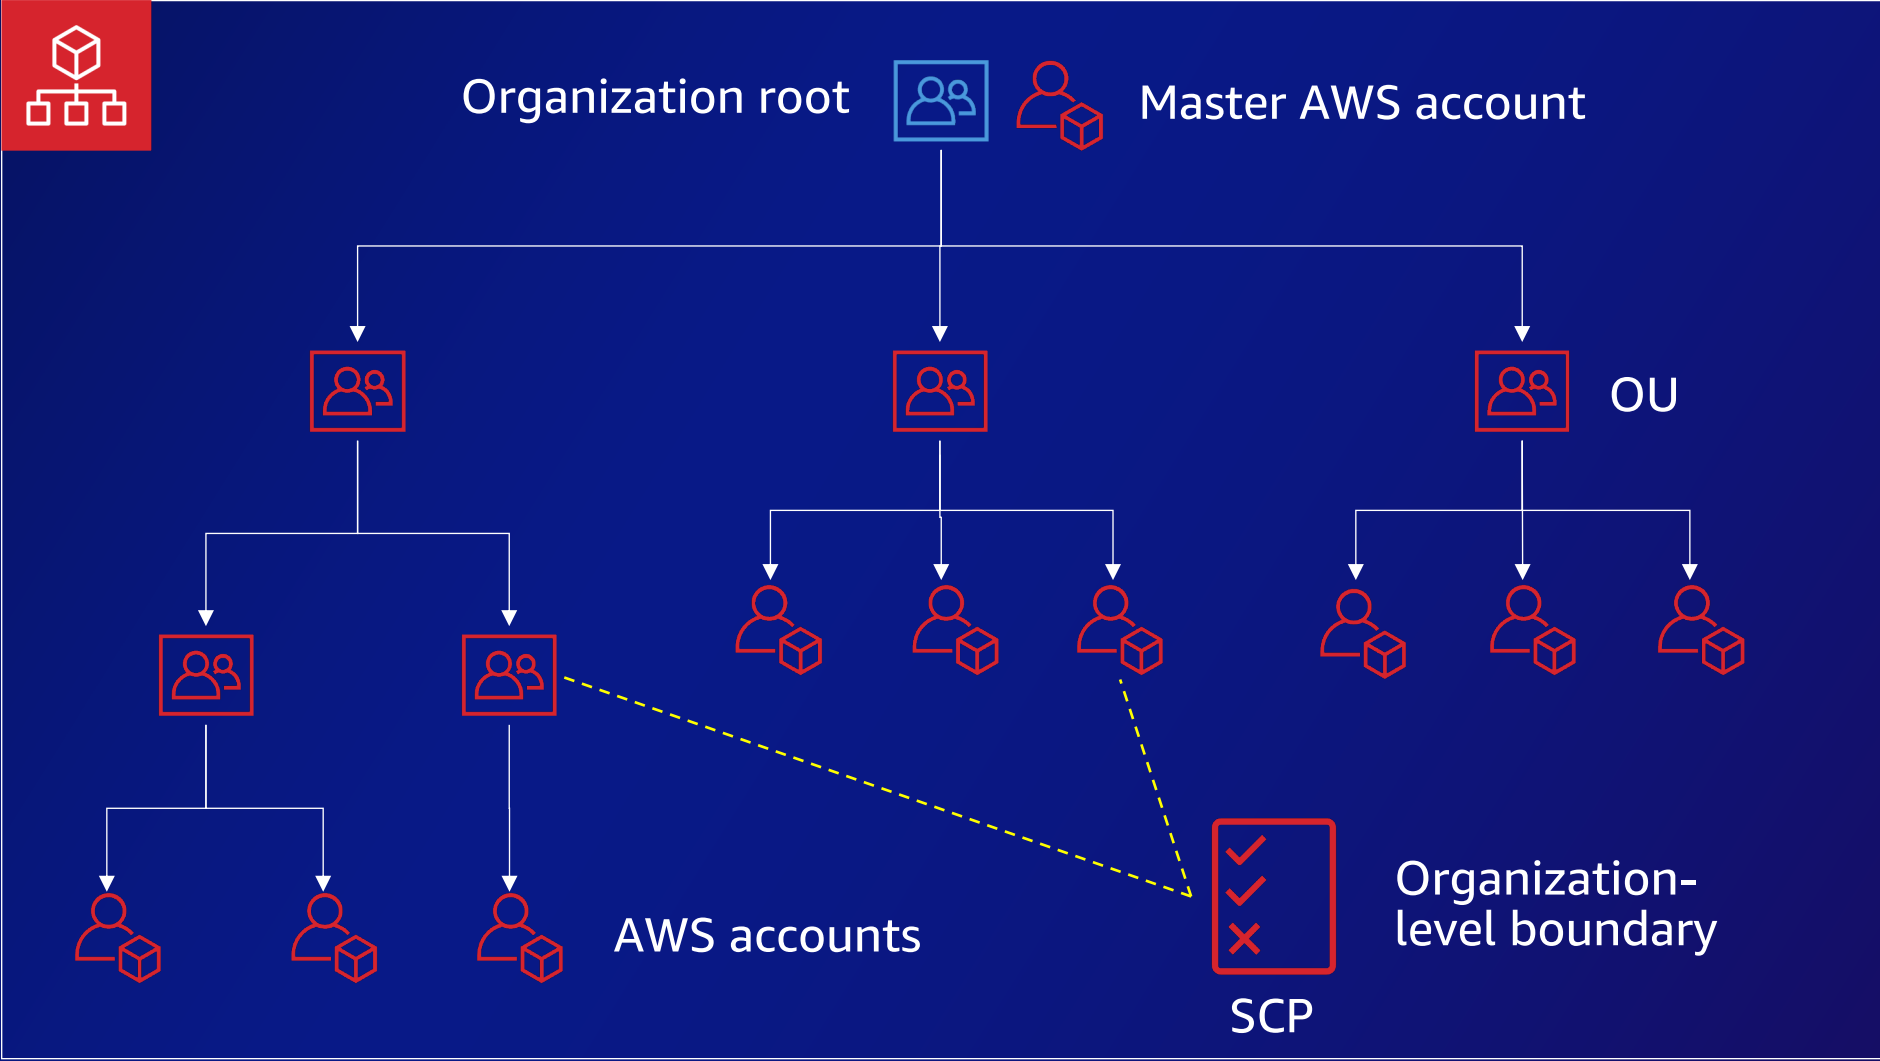 Organization root
Master AWS account
OU
AWS accounts
Organization-
level boundary
SCP